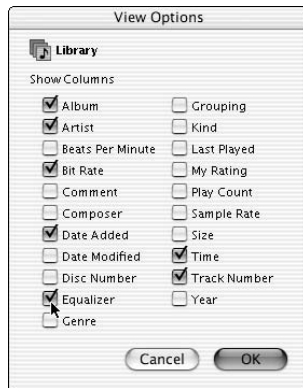 View Options
Library
Show Columns
Album
Artist
Beats Per Minute
Bit Rate
Comment
Composer
Date Added
Date Modified
Disc Number
Equalizer
Genre
Grouping
Kind
Last Played
My Rating
Play Count
Sample Rate
Size
Time
Track Number
Year
Cancel
OK